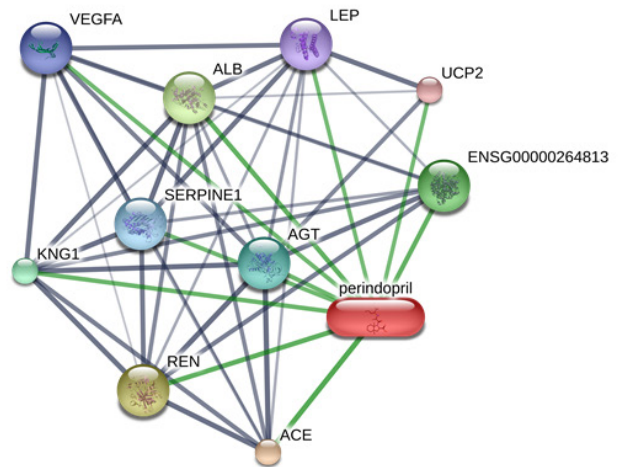 VEGFA
LEP
ALB
UCP2
ENSG00000264813
SERPINE1
AGT
KNG1
perindopril
REN
ACE